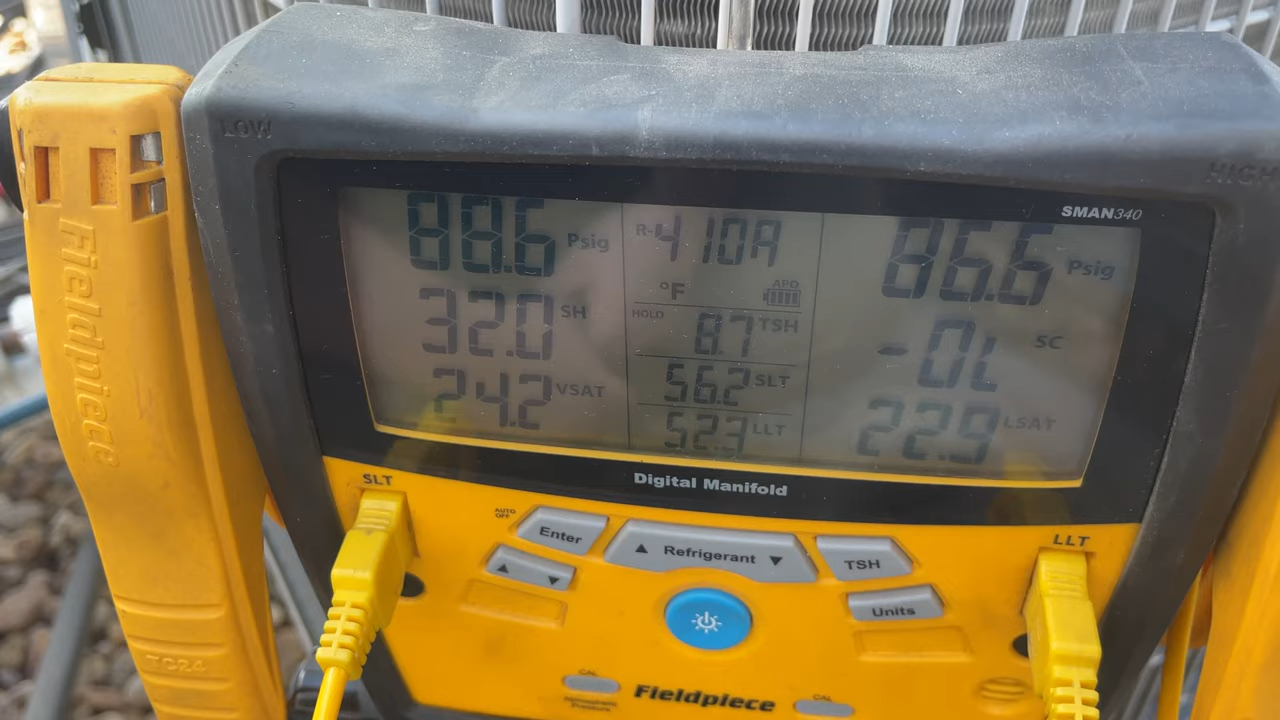 LOW
HIGH
SMAN340
88.6 Psig
R-410A
86.6 Psig
°F
APO
32.0 SH
HOLD
8.7 TSH
-OL SC
24.2 VSAT
56.2 SLT
52.3 LLT
22.9 LSAT
Digital Manifold
SLT
LLT
AUTO OFF
Enter
▲ Refrigerant ▼
TSH
▲ ▼
Units
CAL
CAL
Fieldpiece
Fieldpiece
TC24